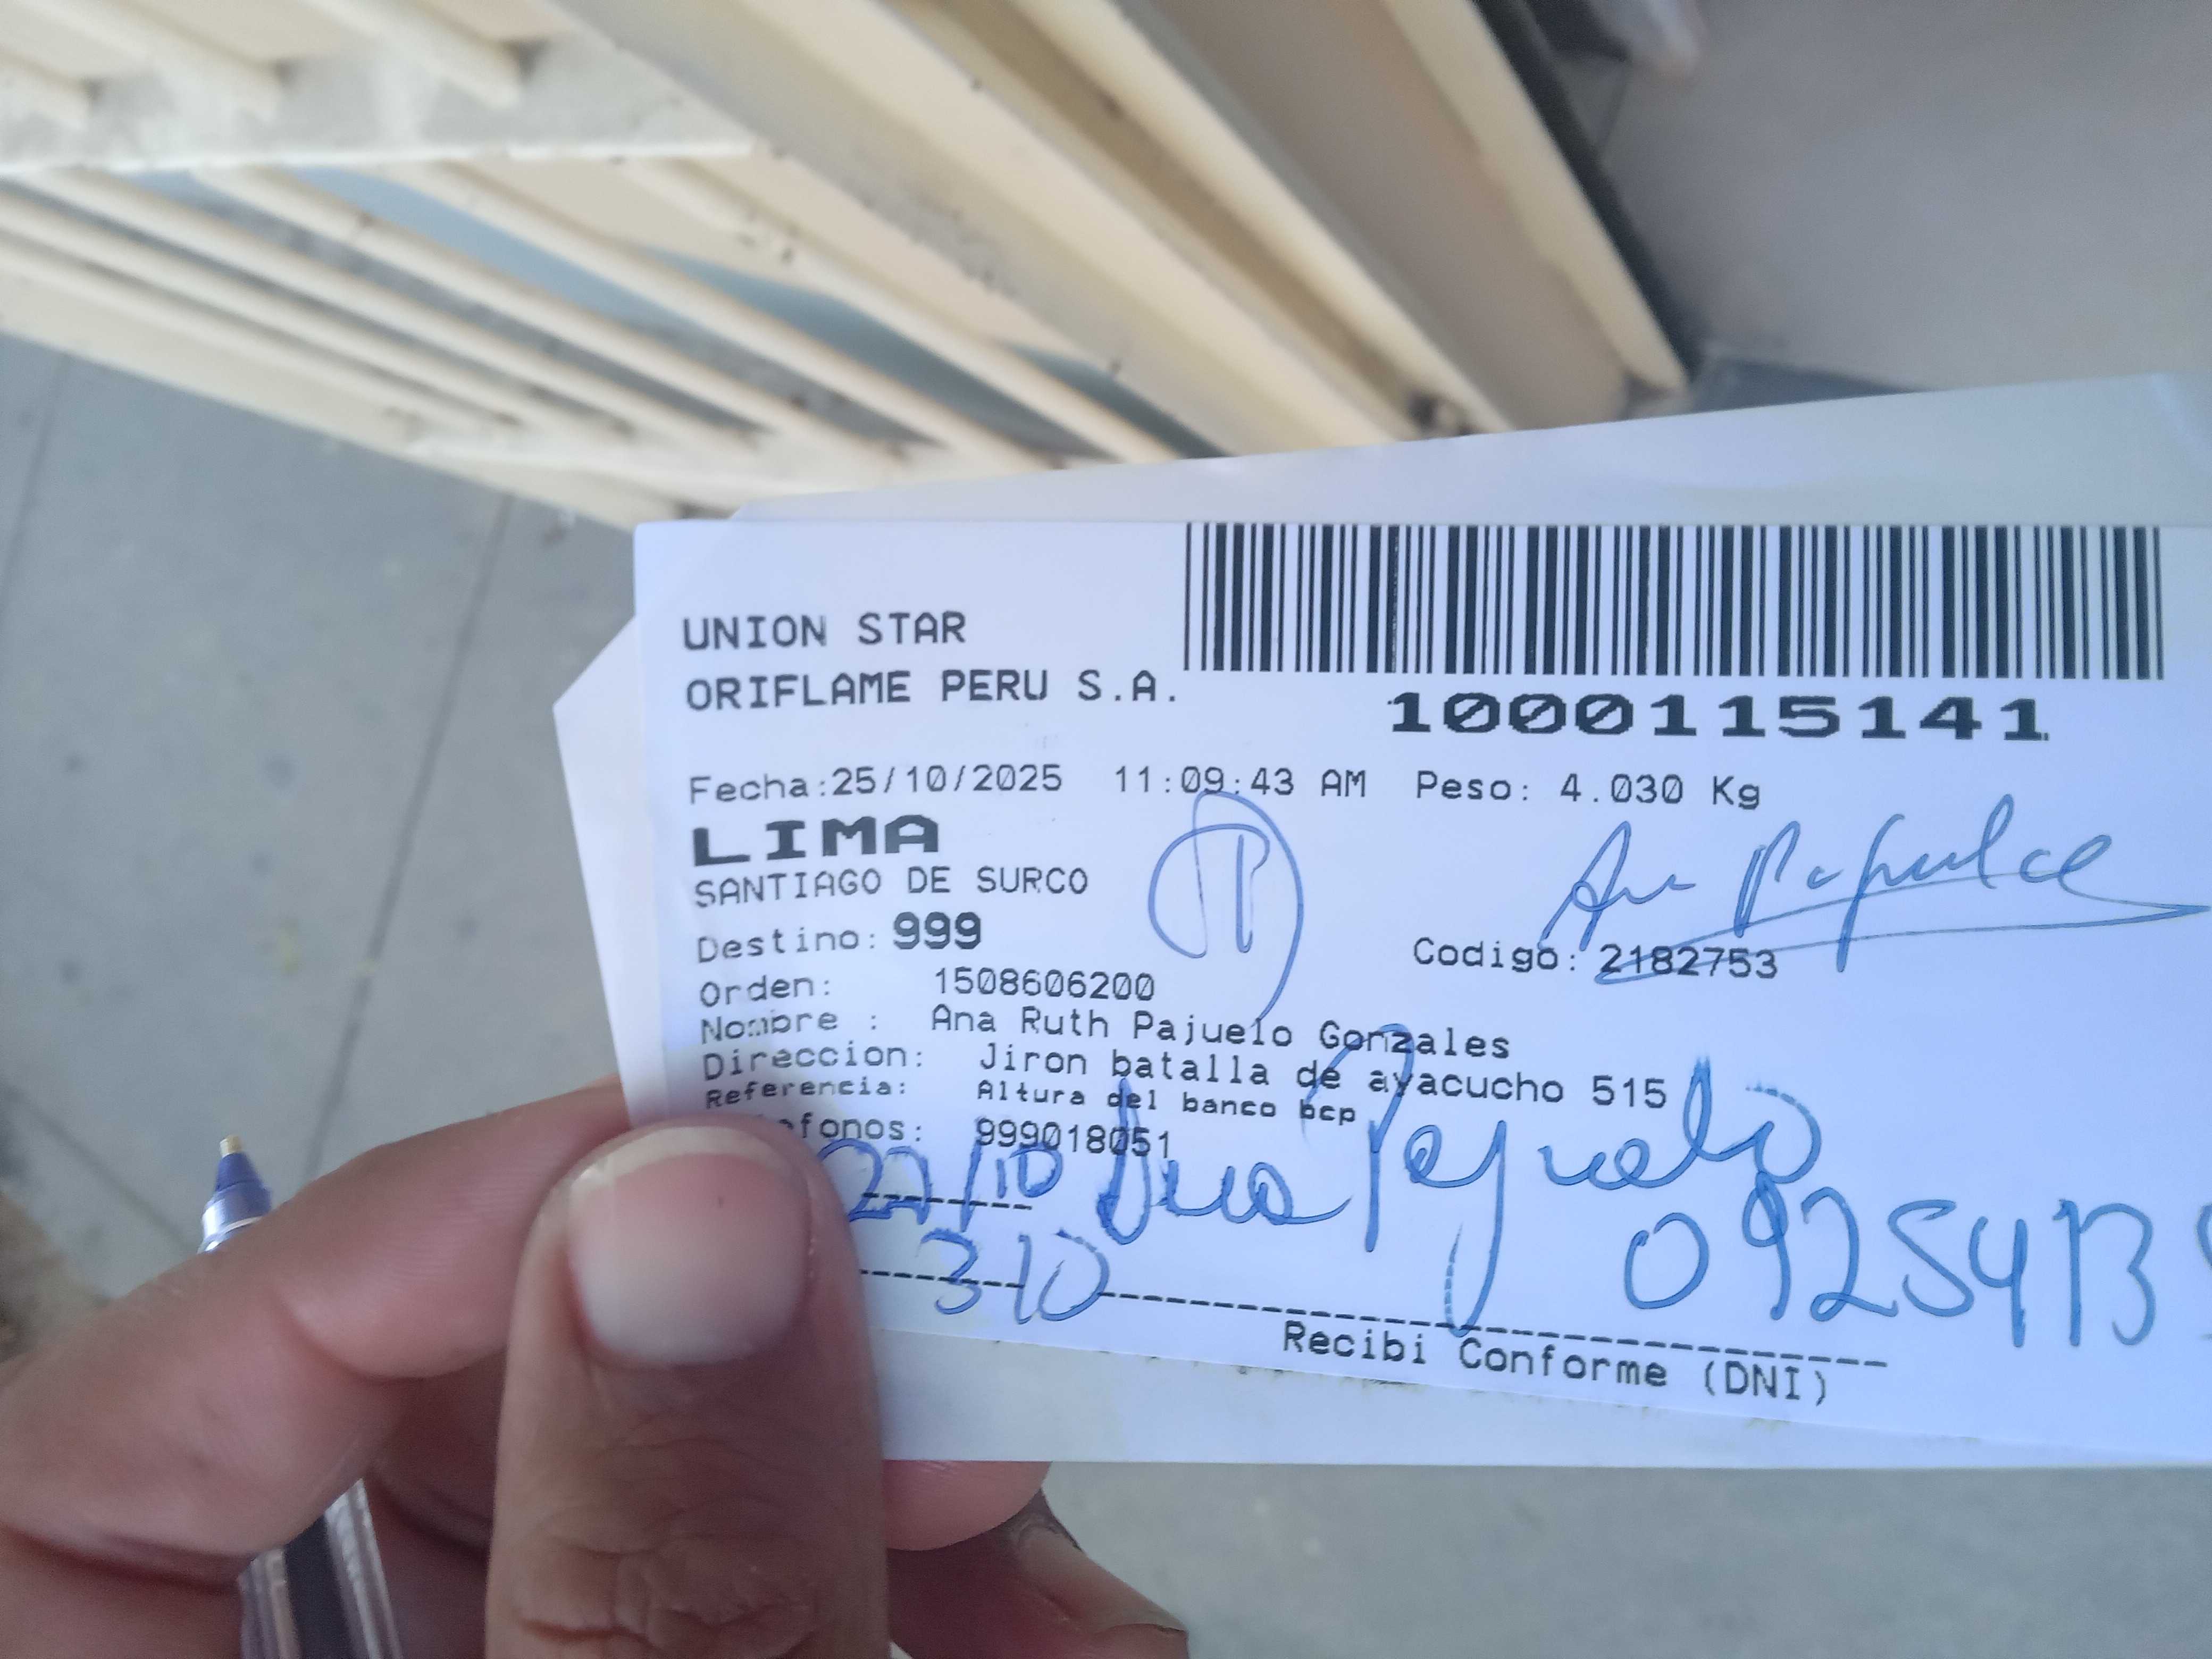 UNION STAR
ORIFLAME PERU S.A.
1000115141
Fecha:25/10/2025 11:09:43 AM Peso: 4.030 Kg
LIMA
SANTIAGO DE SURCO
Destino: 999
Codigo: 2182753
Orden: 1508606200
Nombre : Ana Ruth Pajuelo Gonzales
Direccion: Jiron batalla de ayacucho 515
Referencia: Altura del banco bcp
efonos: 999018051
27/10 Ana Pajuelo
310
Recibi Conforme (DNI)